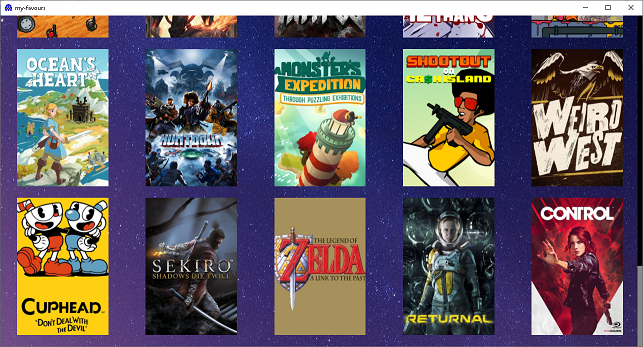 my-favours
OCEAN'S
HEART
HUNTDOWN
A MONSTER'S
EXPEDITION
THROUGH PUZZLING EXHIBITIONS
SHOOTOUT
ON
CASH ISLAND
WEIRD
WEST
CUPHEAD
"DON'T DEAL WITH
THE DEVIL"
SEKIRO
SHADOWS DIE TWICE
THE LEGEND OF
ZELDA
A LINK TO THE PAST
RETURNAL
CONTROL